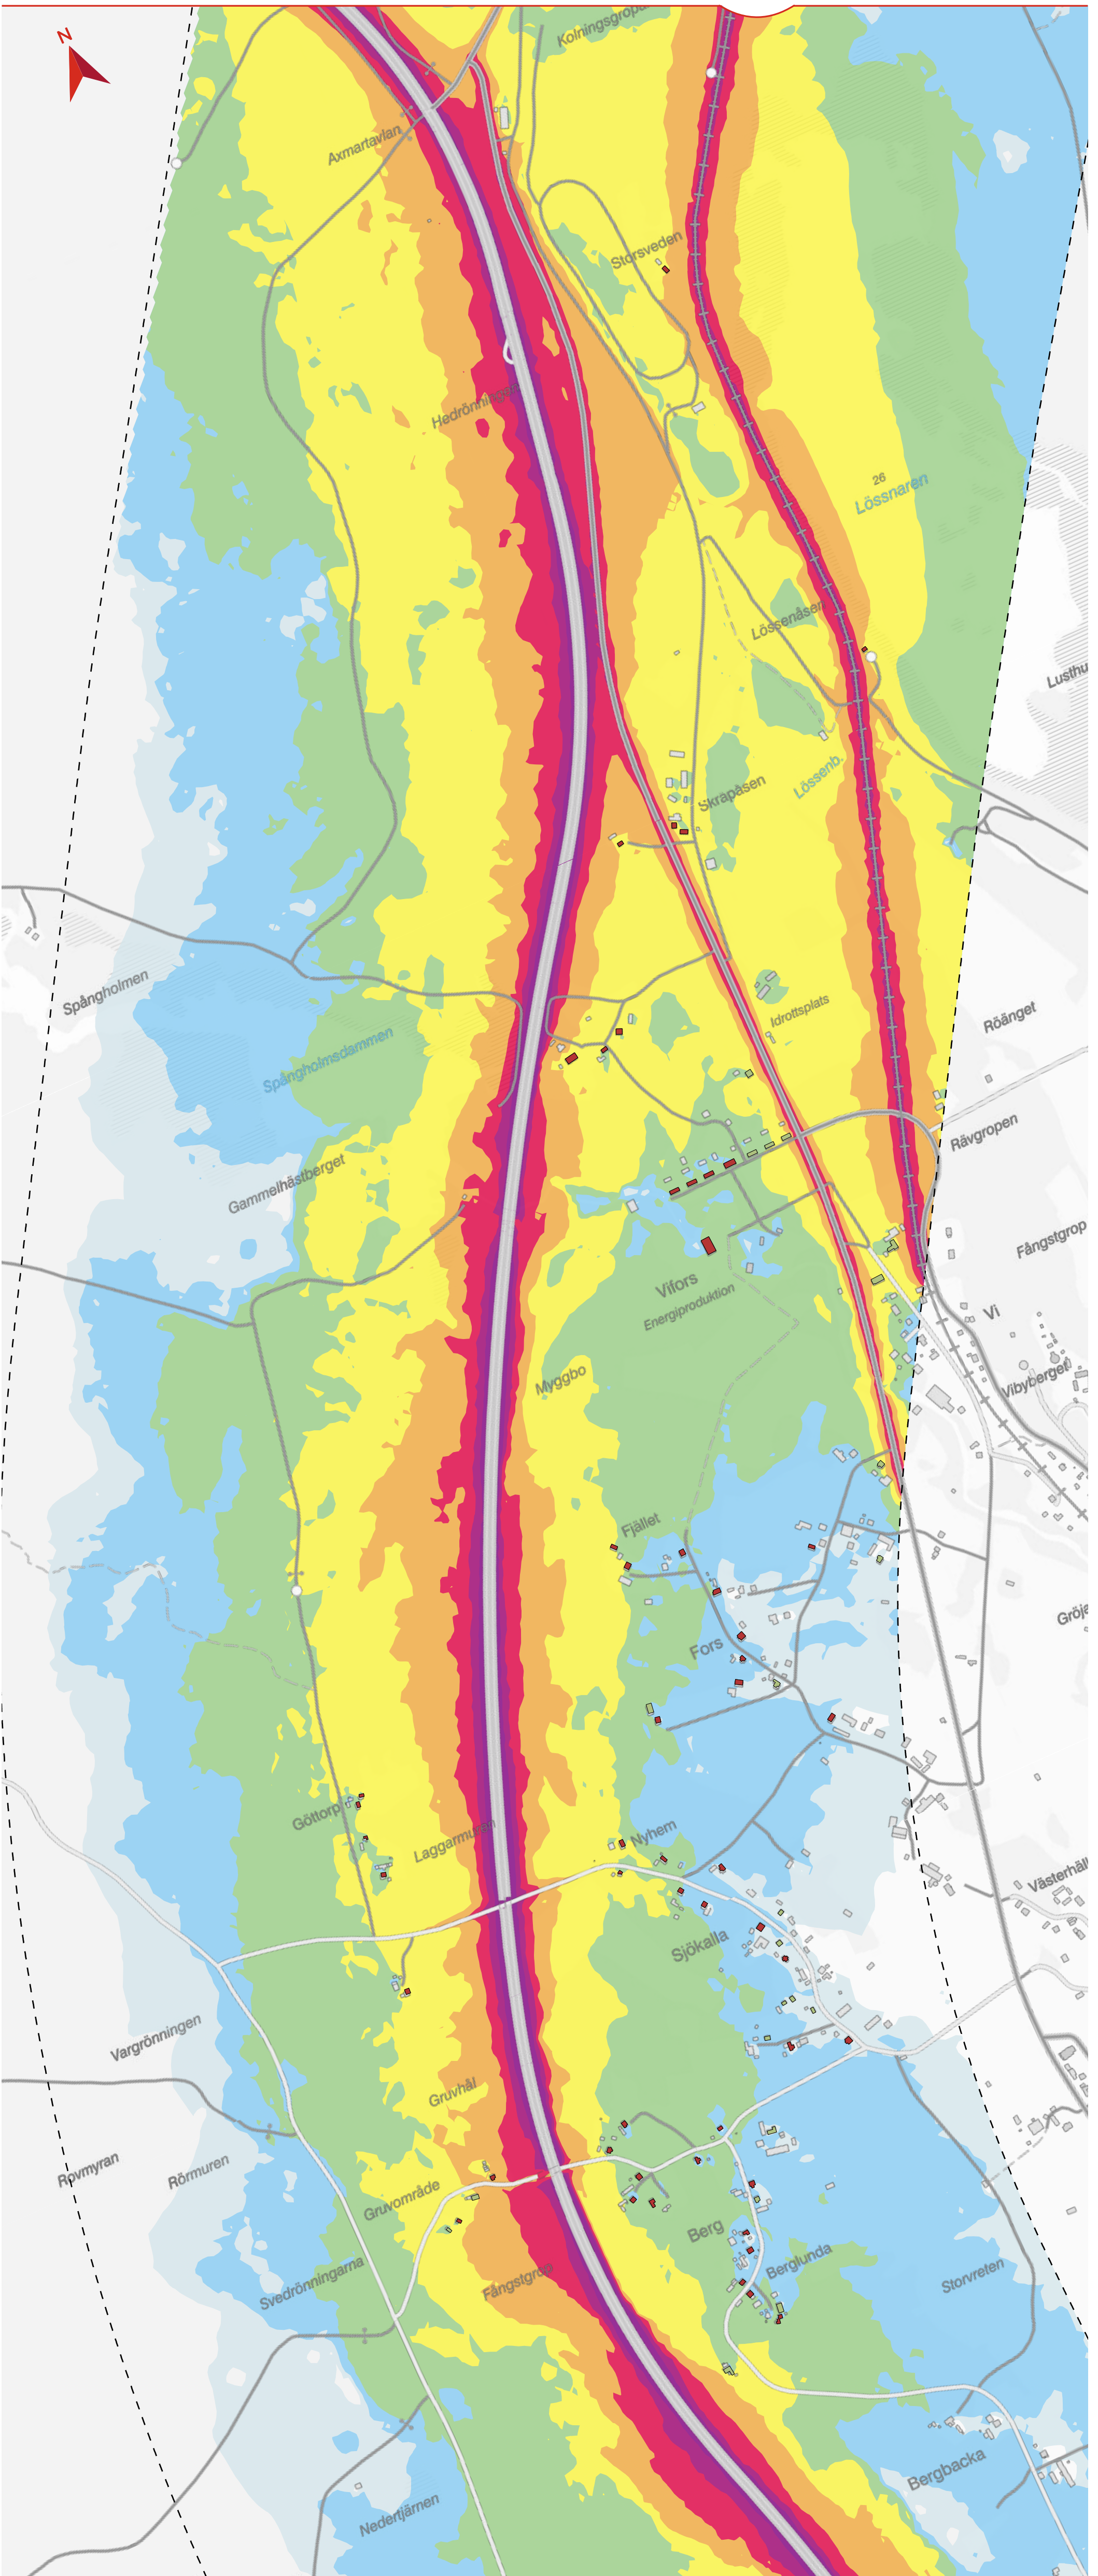 N
Axmartavlan
Storsveden
26
Lössnaren
Lössenåsen
Lusthu
Skrapåsen
Lössenb.
Spångholmen
Idrottsplats
Röänget
Spångholmsdammen
Rävgropen
Gammelhästberget
Fångstgrop
Vifors
Energiproduktion
Vi
Myggbo
Vibyberget
Fjället
Fors
Gröja
Göttorp
Laggarmuren
Nyhem
Västerhäll
Sjökalla
Vargrönningen
Gruvhål
Rovmyran
Rörmuren
Gruvområde
Berg
Berglunda
Svedrönningarna
Fångstgrop
Storvreten
Bergbacka
Nedertjärnen